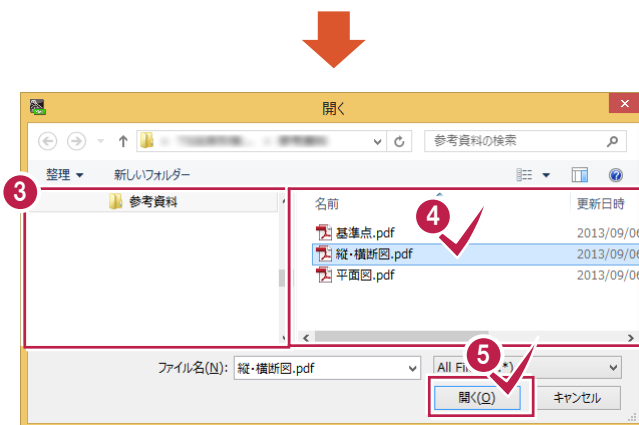 開く
参考資料の検索
整理 新しいフォルダー
3
参考資料
名前 更新日時
4
基準点.pdf 2013/09/06
縦・横断図.pdf 2013/09/06
平面図.pdf 2013/09/06
5
ファイル名(N): 縦・横断図.pdf All Fi *)
開く(O) キャンセル